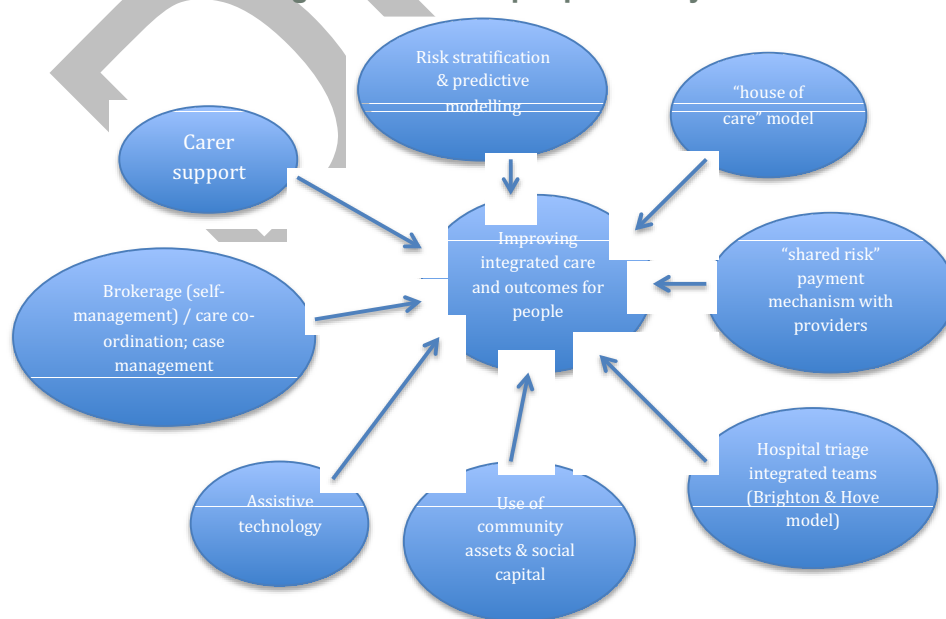 Risk stratification
& predictive
modelling
"house of
care" model
Carer
support
Improving
integrated care
and outcomes for
people
"shared risk"
payment
mechanism with
providers
Brokerage (self-
management) / care co-
ordination; case
management
Hospital triage
integrated teams
(Brighton & Hove
model)
Assistive
technology
Use of
community
assets & social
capital